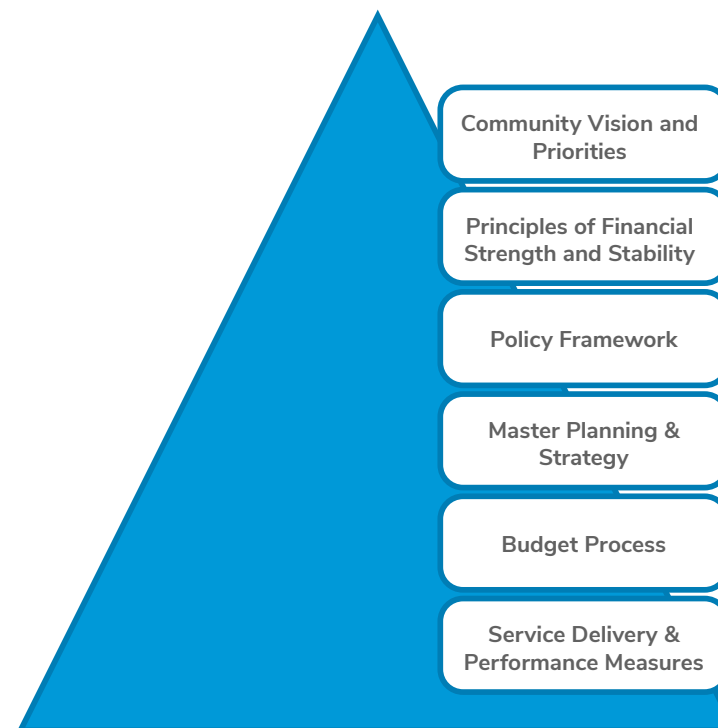 Community Vision and
Priorities
Principles of Financial
Strength and Stability
Policy Framework
Master Planning &
Strategy
Budget Process
Service Delivery &
Performance Measures